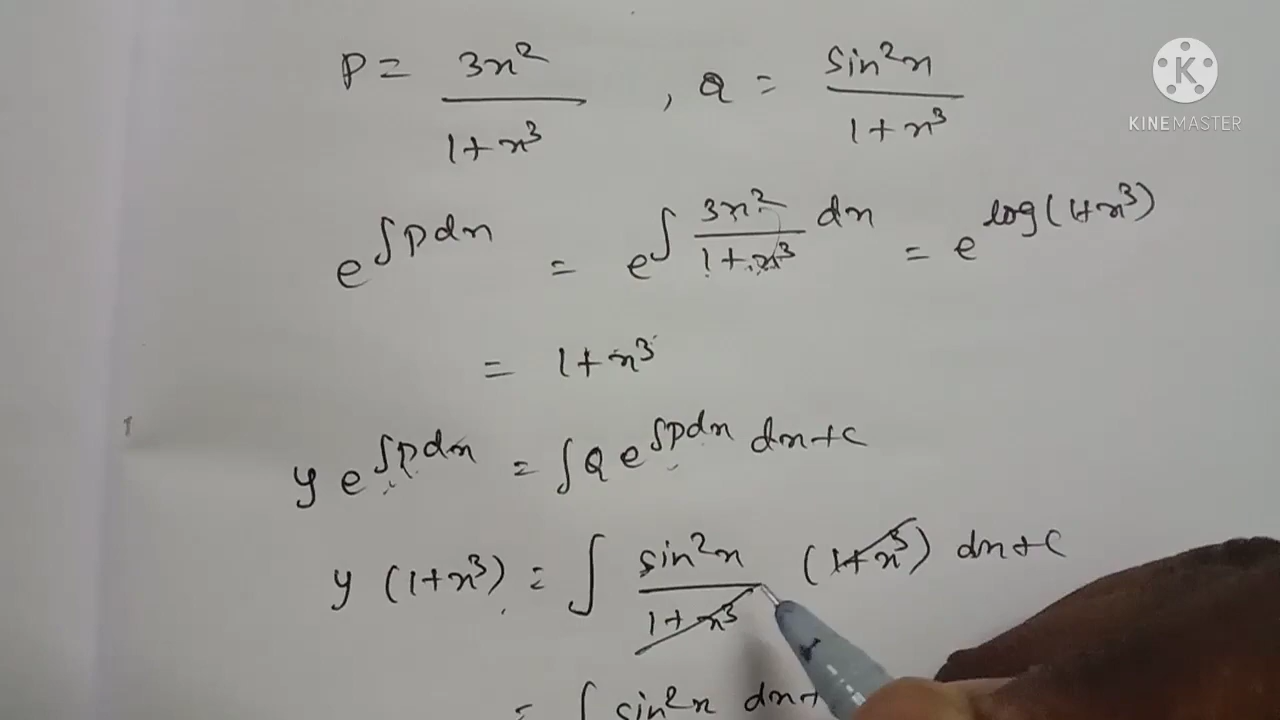 P = 3x² / 1+x³ , Q = sin²x / 1+x³
e^∫Pdx = e^∫ 3x² / 1+x³ dx = e^log(1+x³)
= 1+x³
y e^∫Pdx = ∫Q e^∫Pdx dx+c
y (1+x³) = ∫ sin²x / 1+x³ (1+x³) dx+c
= ∫ sin²x dx+
KINEMASTER